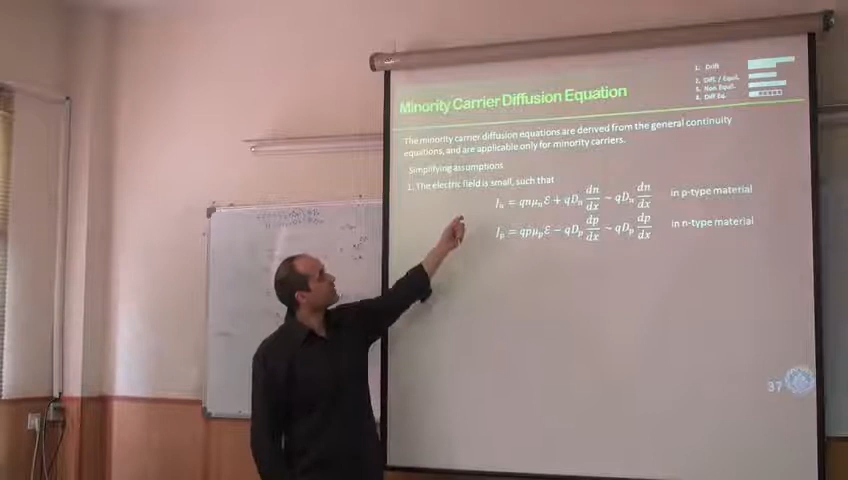 Minority Carrier Diffusion Equation
1. Drift
2. Diff. / Equil.
3. Non Equil.
4. Diff Eq.
The minority carrier diffusion equations are derived from the general continuity
equations, and are applicable only for minority carriers.
Simplifying assumptions
1. The electric field is small, such that
Jₙ = qnμₙℰ + qDₙ dn/dx ~ qDₙ dn/dx in p-type material
Jₚ = qpμₚℰ − qDₚ dp/dx ~ qDₚ dp/dx in n-type material
37